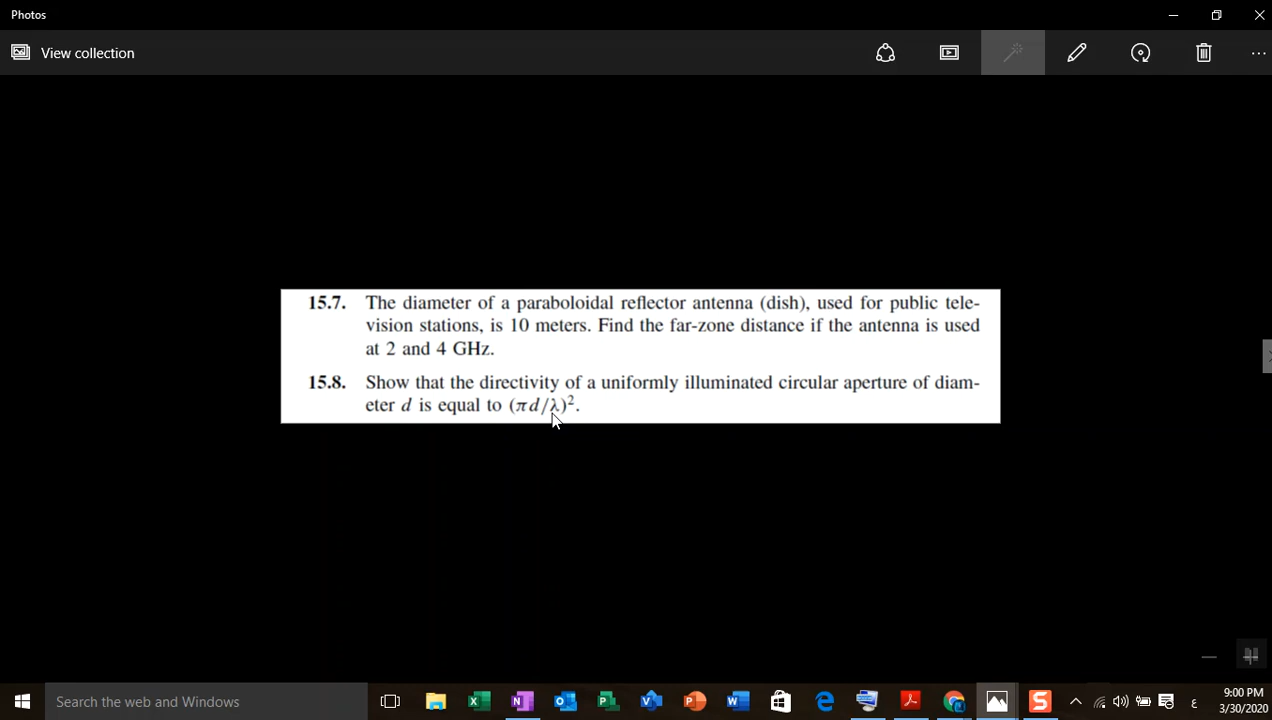 Photos
View collection
15.7. The diameter of a paraboloidal reflector antenna (dish), used for public tele-
vision stations, is 10 meters. Find the far-zone distance if the antenna is used
at 2 and 4 GHz.
15.8. Show that the directivity of a uniformly illuminated circular aperture of diam-
eter d is equal to (πd/λ)².
Search the web and Windows
ع
9:00 PM
3/30/2020